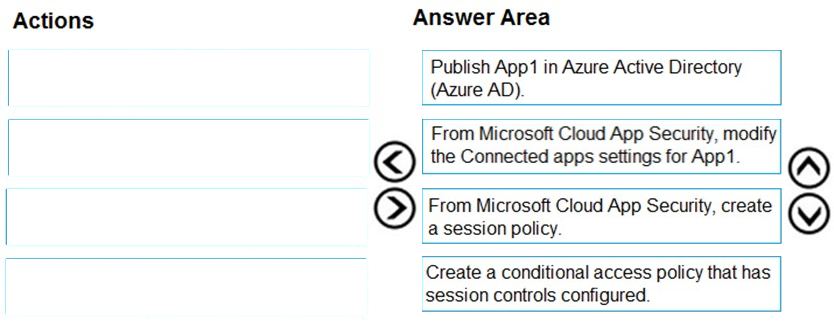 Actions
Answer Area
Publish App1 in Azure Active Directory
(Azure AD).
From Microsoft Cloud App Security, modify
the Connected apps settings for App1.
From Microsoft Cloud App Security, create
a session policy.
Create a conditional access policy that has
session controls configured.